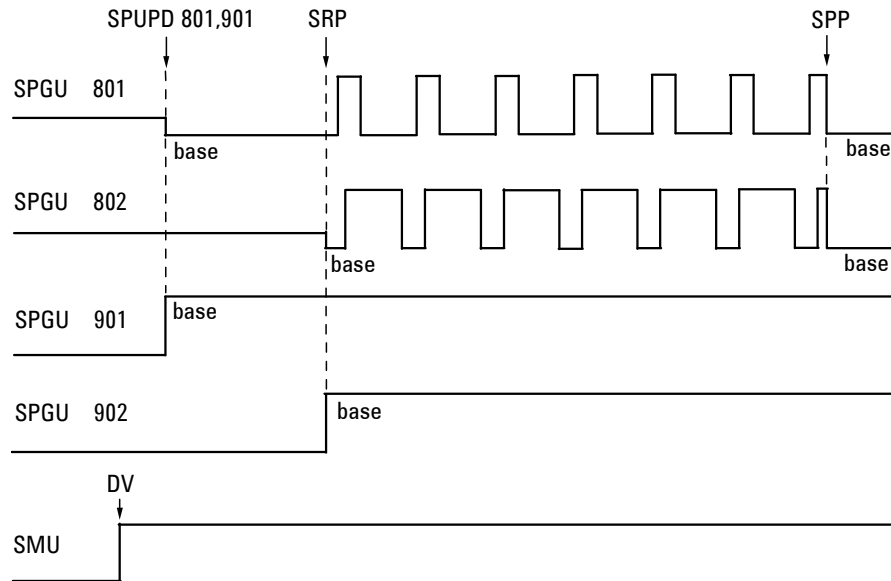 SPUPD 801,901 SRP SPP
SPGU 801
base base
SPGU 802
base base
base
SPGU 901
base
SPGU 902
DV
SMU